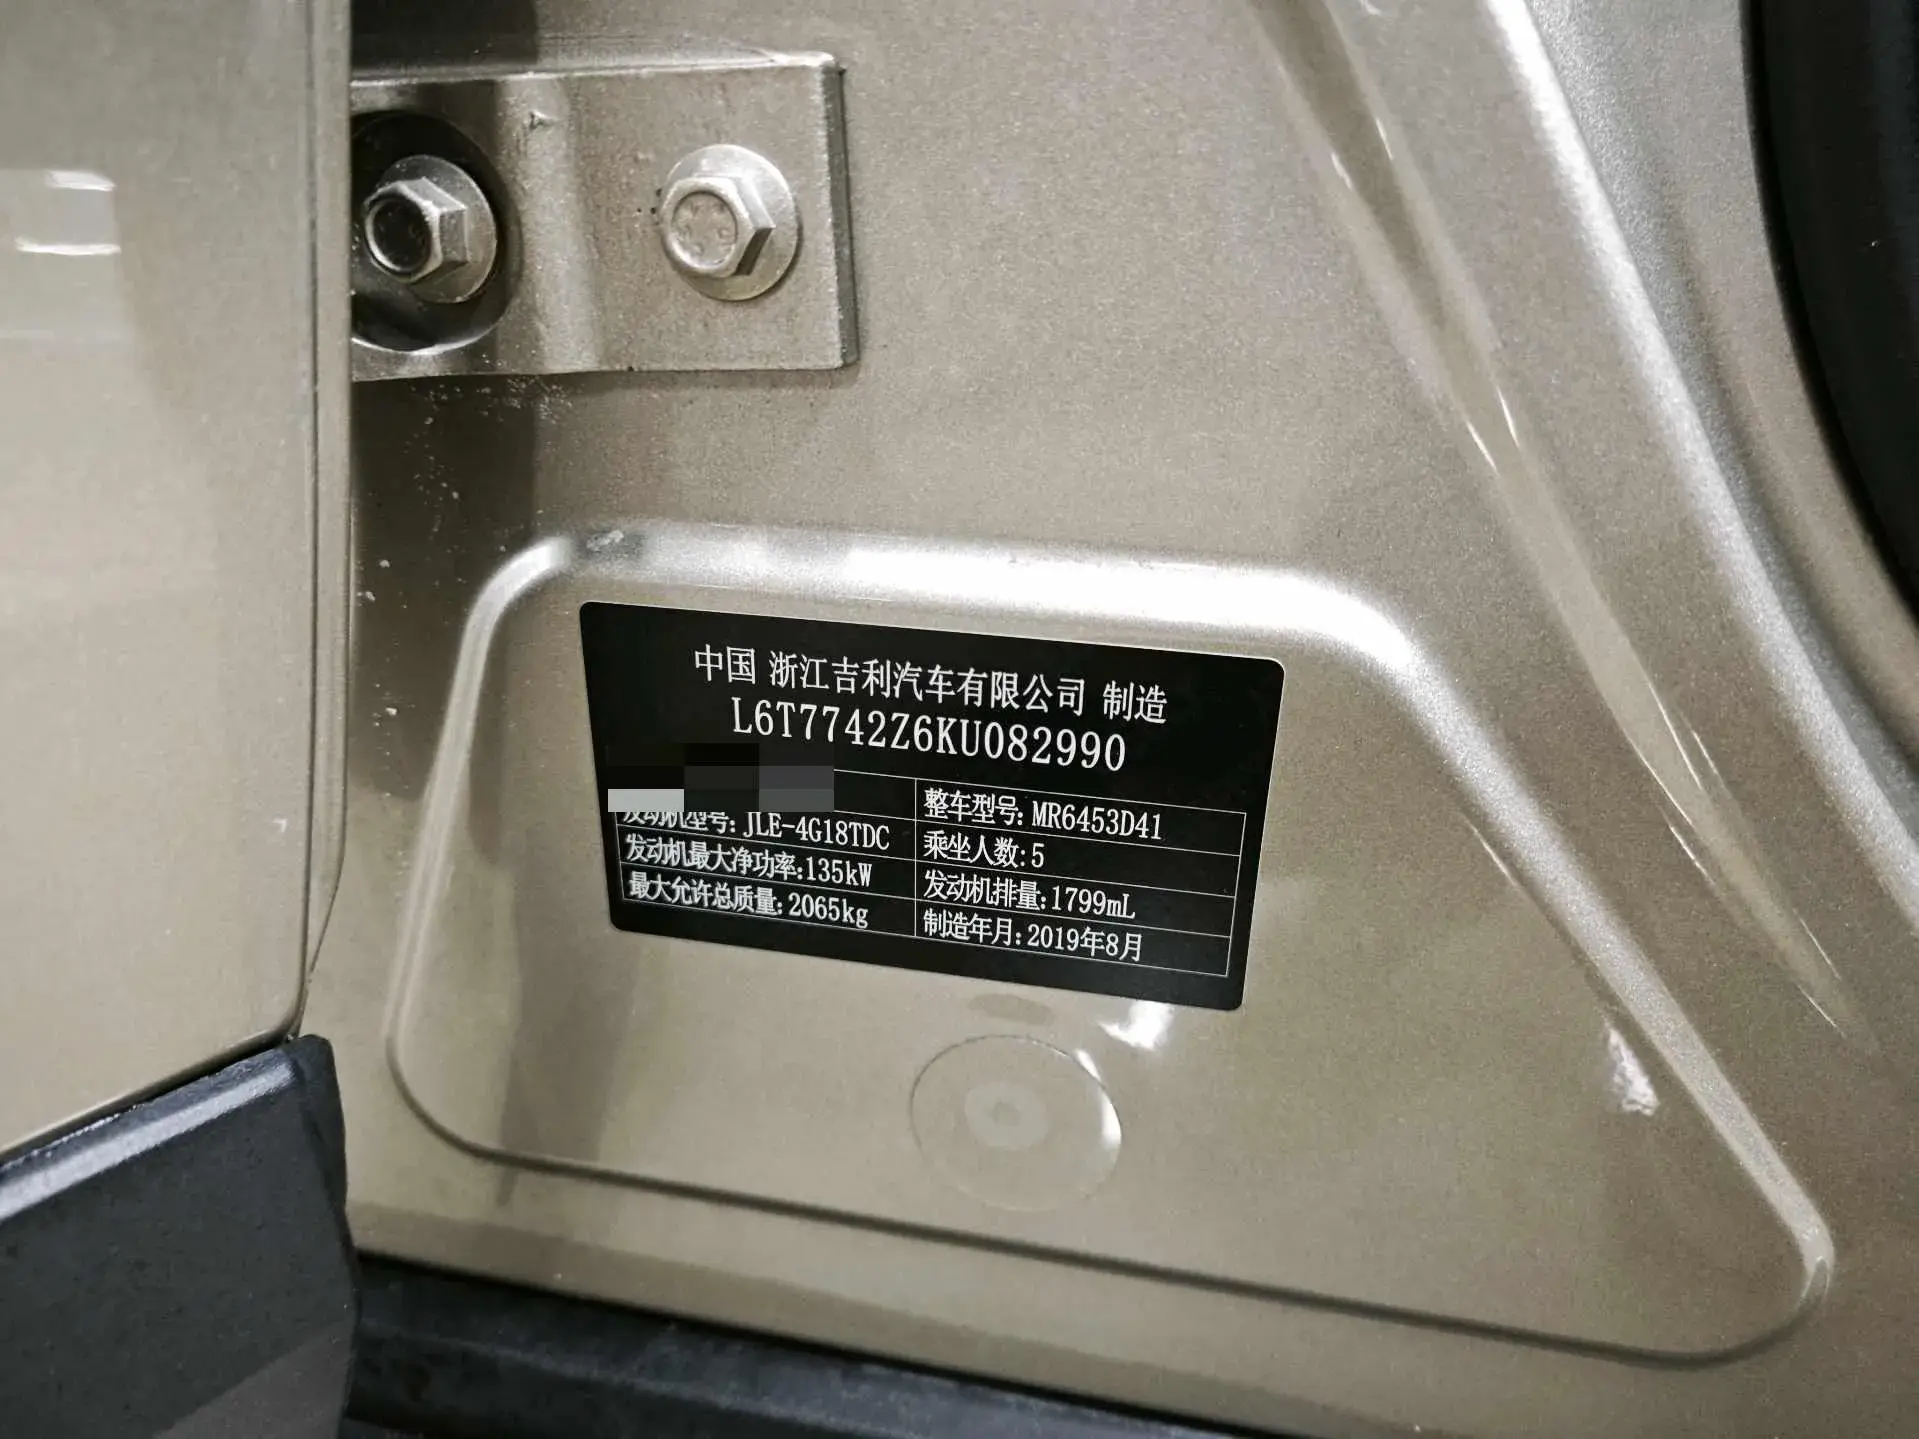 中国 浙江吉利汽车有限公司 制造
L6T7742Z6KU082990
整车型号:MR6453D41
发动机型号:JLE-4G18TDC
乘坐人数:5
发动机最大净功率:135kW
发动机排量:1799mL
最大允许总质量:2065kg
制造年月:2019年8月